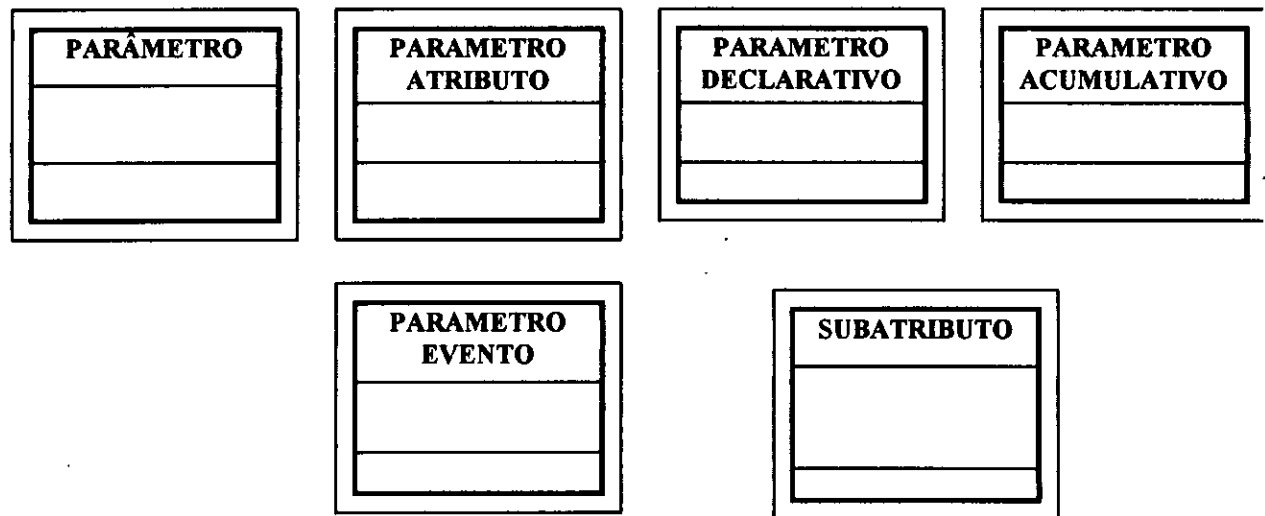 PARÂMETRO
PARAMETRO
ATRIBUTO
PARAMETRO
DECLARATIVO
PARAMETRO
ACUMULATIVO
PARAMETRO
EVENTO
SUBATRIBUTO